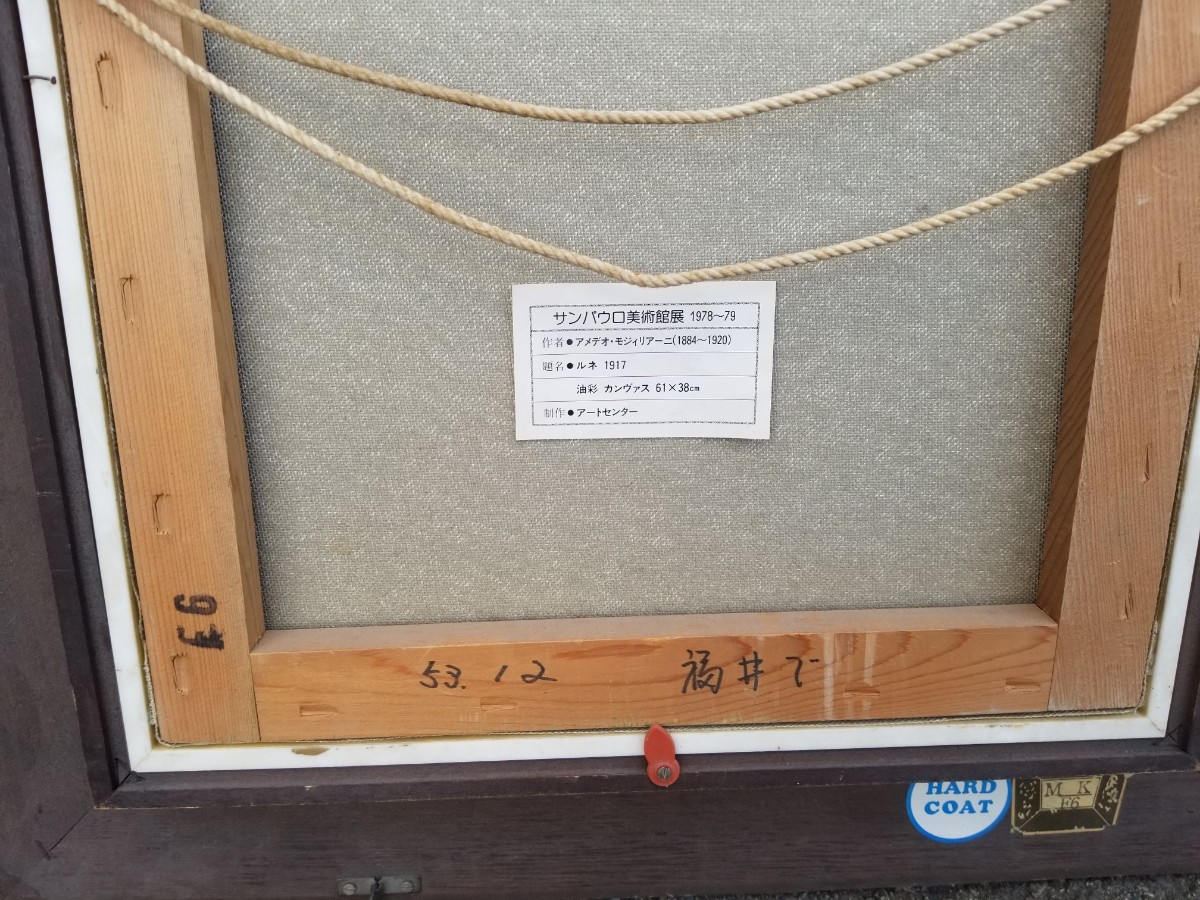 サンパウロ美術館展 1978〜79
作者●アメデオ・モジィリアーニ(1884〜1920)
題名●ルネ 1917
油彩 カンヴァス 61×38cm
制作●アートセンター
F6
53. 12 福井で
HARD
COAT
M K
F6